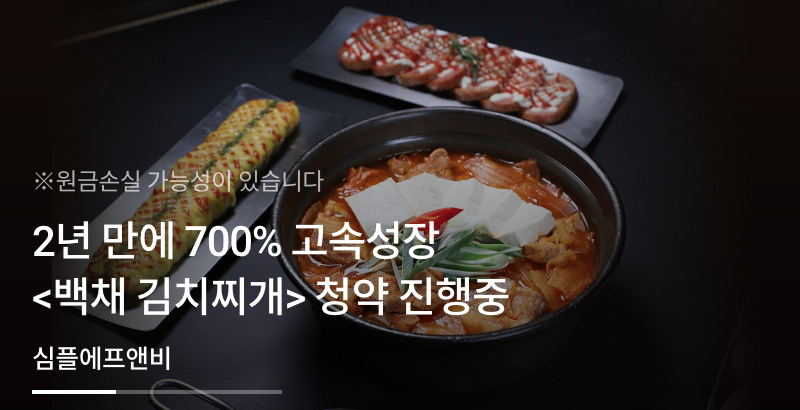 ※원금손실 가능성이 있습니다
2년 만에 700% 고속성장
<백채 김치찌개> 청약 진행중
심플에프앤비